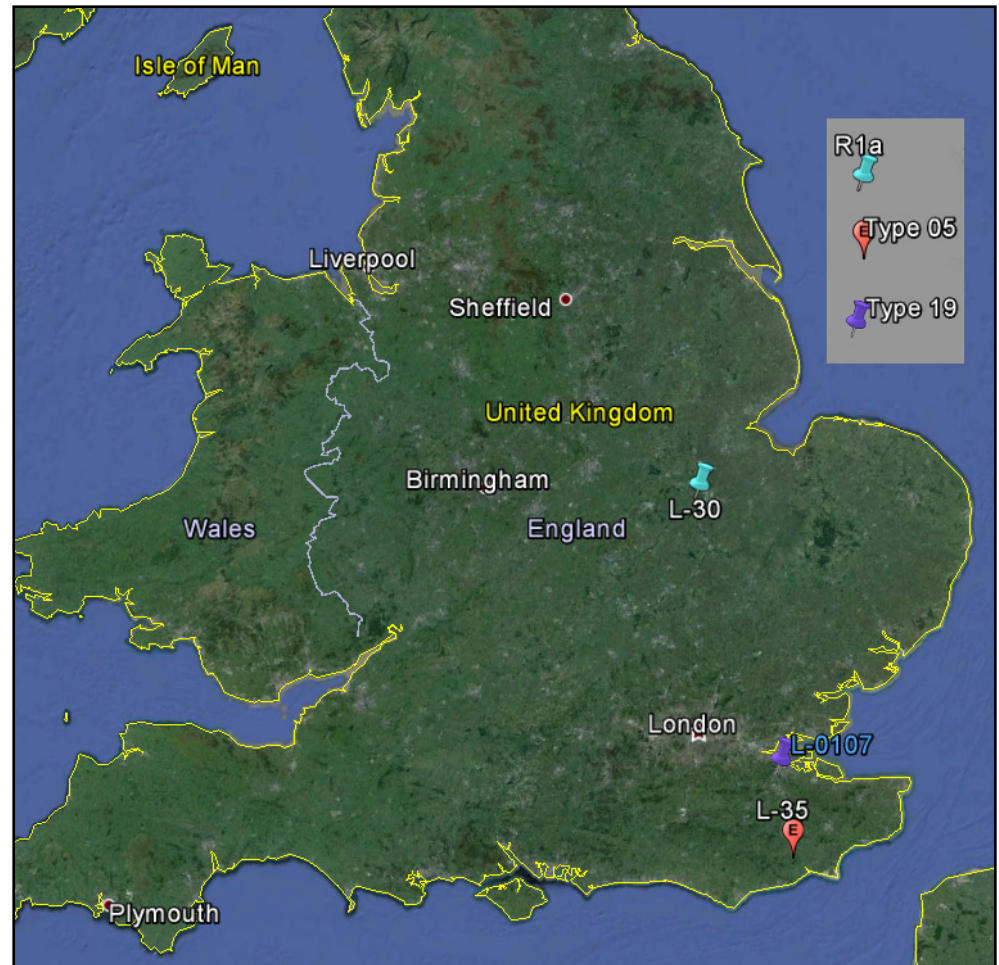 Isle of Man
R1a
E
Type 05
Type 19
Liverpool
Sheffield
United Kingdom
Birmingham
L-30
Wales
England
London
L-0107
L-35
E
Plymouth